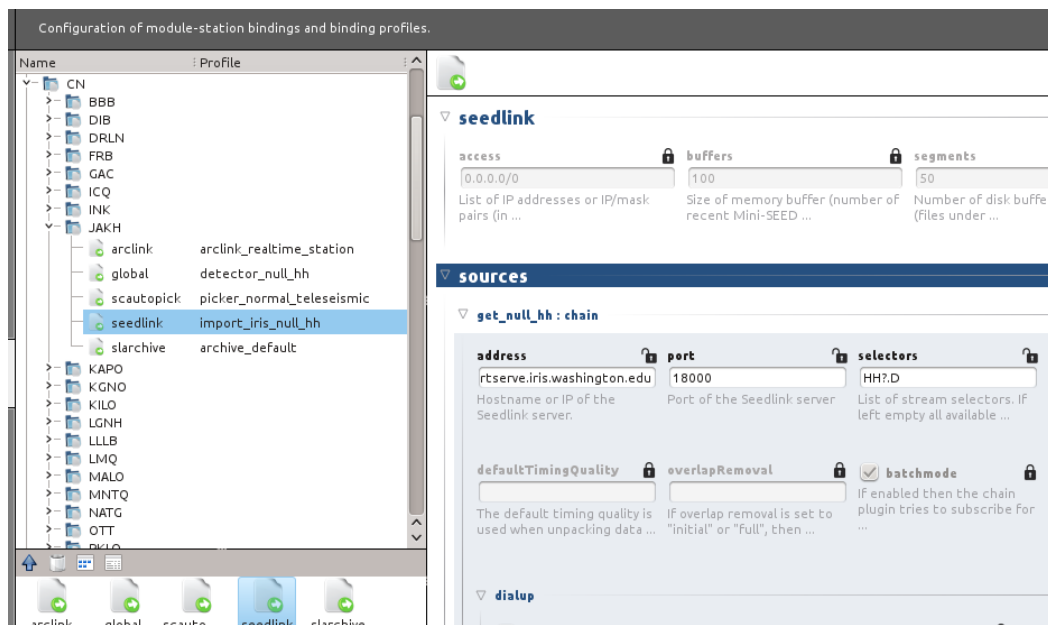 Configuration of module-station bindings and binding profiles.
Name Profile
CN
BBB
DIB
DRLN
FRB
GAC
ICQ
INK
JAKH
arclink arclink_realtime_station
global detector_null_hh
scautopick picker_normal_teleseismic
seedlink import_iris_null_hh
slarchive archive_default
KAPO
KGNO
KILO
LGNH
LLLB
LMQ
MALO
MNTQ
NATG
OTT
arclink global scauto... seedlink slarchive
seedlink
access buffers segments
0.0.0.0/0 100 50
List of IP addresses or IP/mask Size of memory buffer (number of Number of disk buffe
pairs (in ... recent Mini-SEED ... (files under ...
sources
get_null_hh : chain
address port selectors
rtserve.iris.washington.edu 18000 HH?.D
Hostname or IP of the Port of the Seedlink server List of stream selectors. If
Seedlink server. left empty all available ...
defaultTimingQuality overlapRemoval batchmode
The default timing quality is If overlap removal is set to If enabled then the chain
used when unpacking data ... "initial" or "full", then ... plugin tries to subscribe for
...
dialup